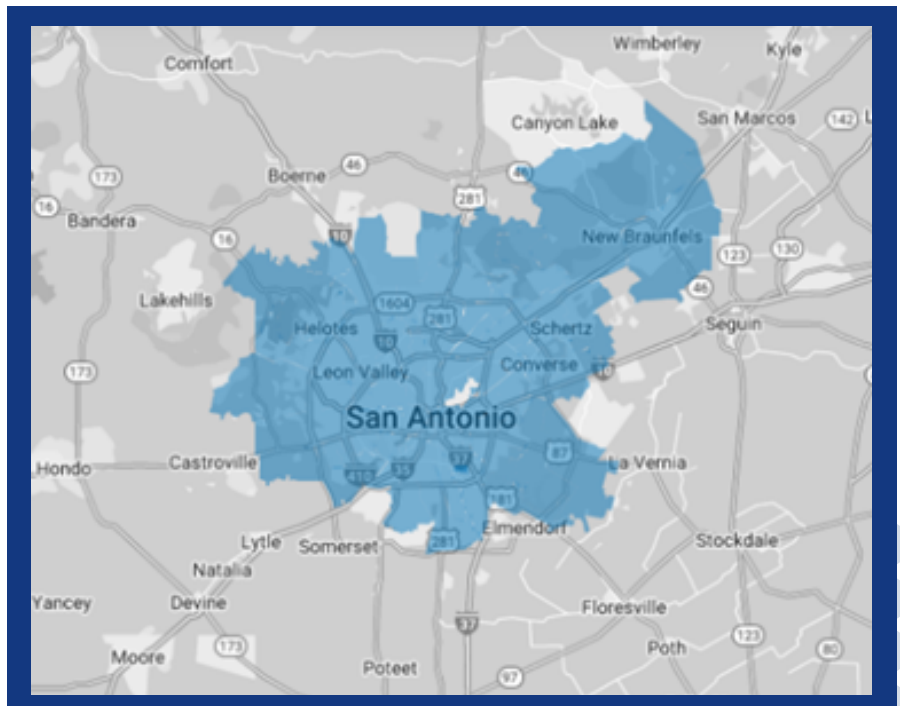 Wimberley
Kyle
Comfort
Canyon Lake
San Marcos
142
L
46
Boerne
46
173
16
281
Bandera
10
New Braunfels
16
123
130
Lakehills
1604
46
281
Helotes
Schertz
Seguin
10
Converse
10
173
Leon Valley
San Antonio
87
Hondo
Castroville
37
La Vernia
410
35
181
Elmendorf
281
Lytle
Somerset
Stockdale
Natalia
Yancey
Devine
Floresville
37
123
173
Poth
80
Moore
Poteet
97